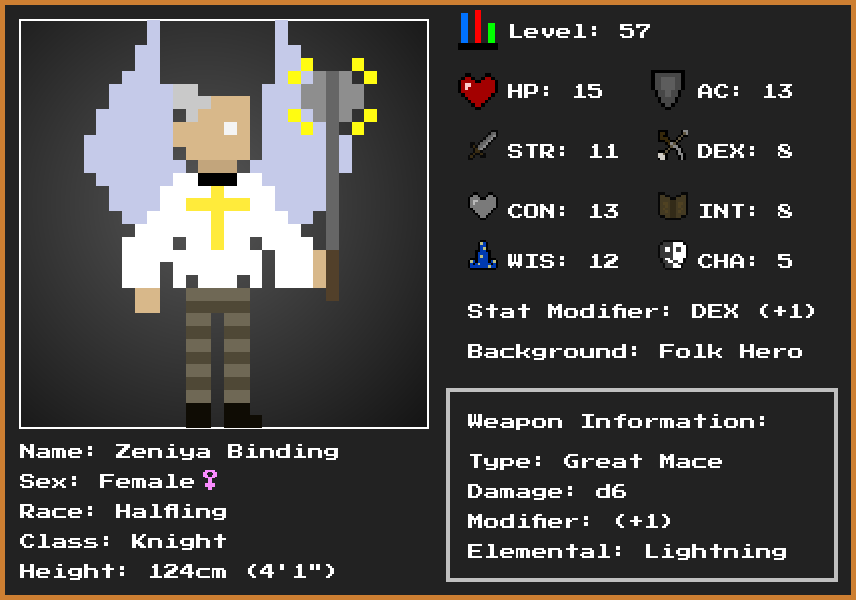 Level: 57
HP: 15
AC: 13
STR: 11
DEX: 8
CON: 13
INT: 8
WIS: 12
CHA: 5
Stat Modifier: DEX (+1)
Background: Folk Hero
Weapon Information:
Type: Great Mace
Damage: d6
Modifier: (+1)
Elemental: Lightning
Name: Zeniya Binding
Sex: Female♀
Race: Halfling
Class: Knight
Height: 124cm (4'1")